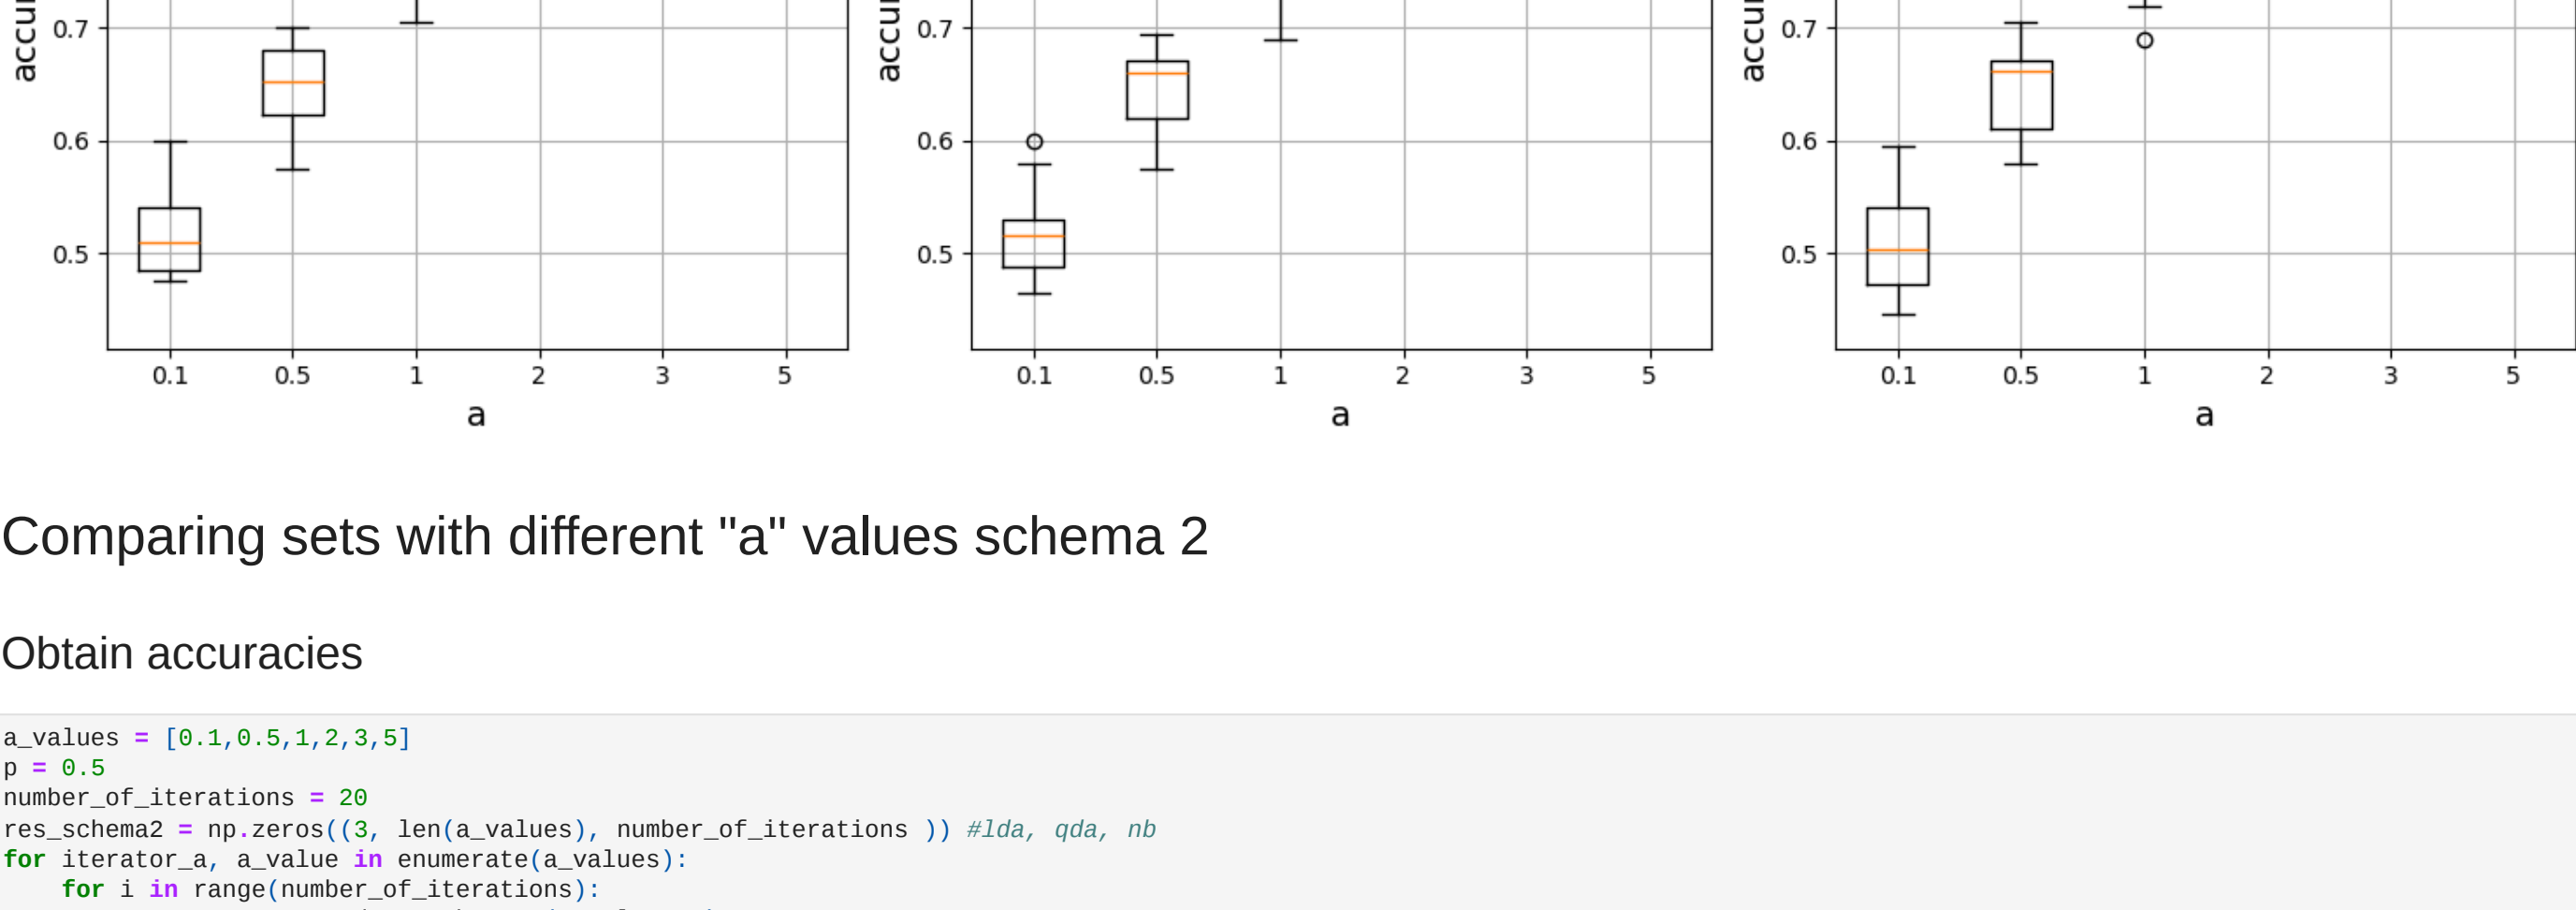 accur
0.7
0.6
0.5
0.1 0.5 1 2 3 5
a
accur
0.7
0.6
0.5
0.1 0.5 1 2 3 5
a
accur
0.7
0.6
0.5
0.1 0.5 1 2 3 5
a
Comparing sets with different "a" values schema 2
Obtain accuracies
a_values = [0.1,0.5,1,2,3,5]
p = 0.5
number_of_iterations = 20
res_schema2 = np.zeros((3, len(a_values), number_of_iterations )) #lda, qda, nb
for iterator_a, a_value in enumerate(a_values):
    for i in range(number_of_iterations):